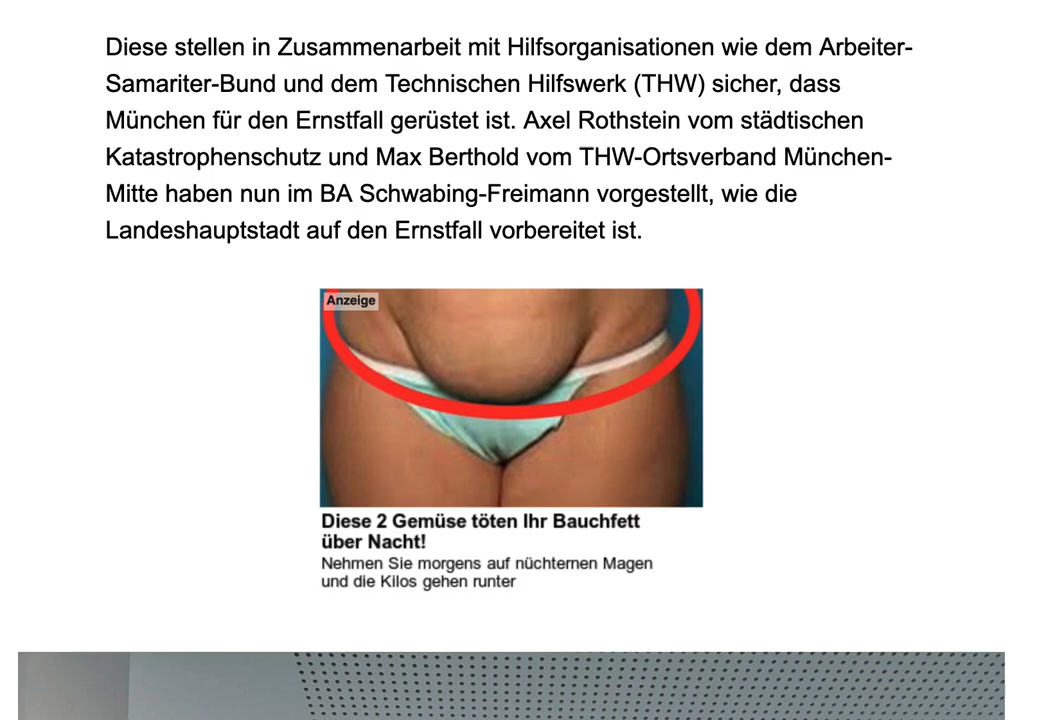 Diese stellen in Zusammenarbeit mit Hilfsorganisationen wie dem Arbeiter-
Samariter-Bund und dem Technischen Hilfswerk (THW) sicher, dass
München für den Ernstfall gerüstet ist. Axel Rothstein vom städtischen
Katastrophenschutz und Max Berthold vom THW-Ortsverband München-
Mitte haben nun im BA Schwabing-Freimann vorgestellt, wie die
Landeshauptstadt auf den Ernstfall vorbereitet ist.
Anzeige
Diese 2 Gemüse töten Ihr Bauchfett
über Nacht!
Nehmen Sie morgens auf nüchternen Magen
und die Kilos gehen runter